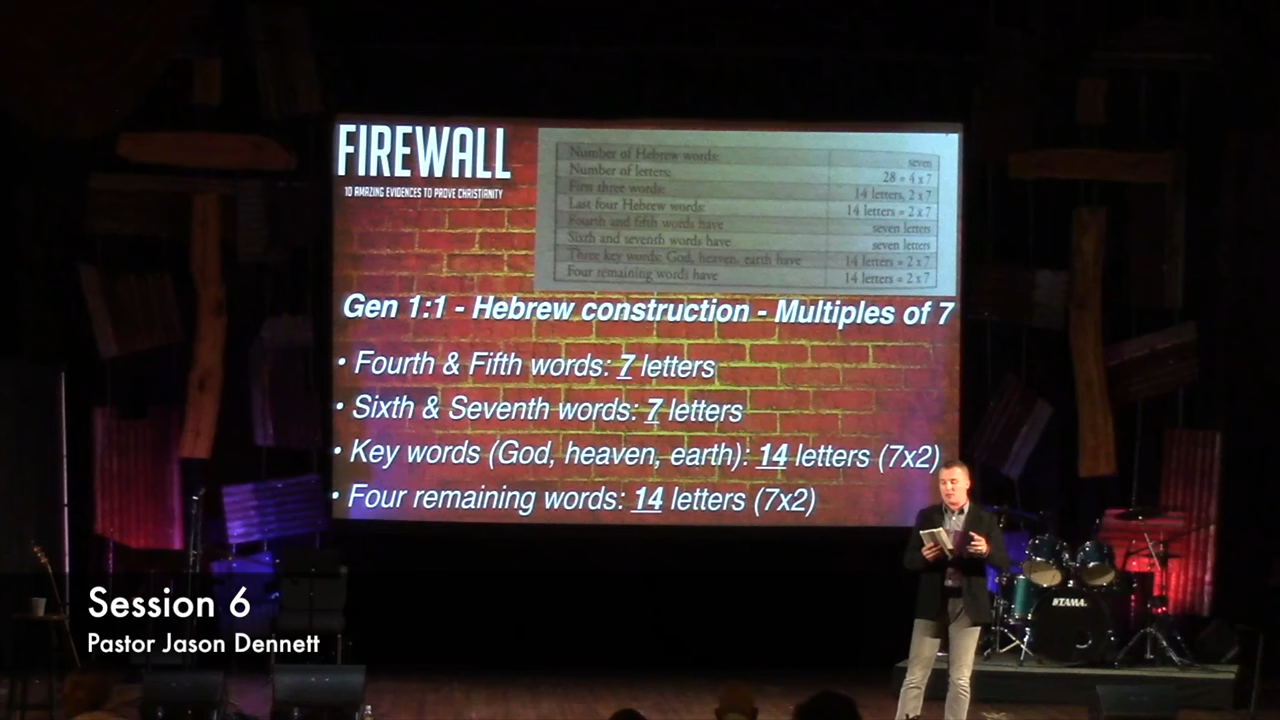 FIREWALL
10 AMAZING EVIDENCES TO PROVE CHRISTIANITY
Number of Hebrew words: seven
Number of letters: 28 = 4 x 7
First three words: 14 letters, 2 x 7
Last four Hebrew words: 14 letters = 2 x 7
Fourth and fifth words have seven letters
Sixth and seventh words have seven letters
Three key words: God, heaven, earth have 14 letters = 2 x 7
Four remaining words have 14 letters = 2 x 7
Gen 1:1 - Hebrew construction - Multiples of 7
• Fourth & Fifth words: 7 letters
• Sixth & Seventh words: 7 letters
• Key words (God, heaven, earth): 14 letters (7x2)
• Four remaining words: 14 letters (7x2)
TAMA
Session 6
Pastor Jason Dennett